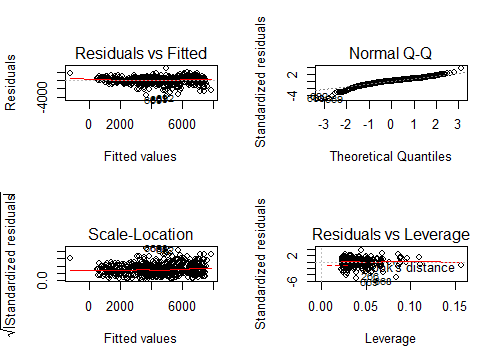 Residuals vs Fitted
Residuals
-4000
0 2000 6000
Fitted values
Normal Q-Q
Standardized residuals
-4 2
-3 -2 -1 0 1 2 3
Theoretical Quantiles
Scale-Location
√|Standardized residuals|
0.0
0 2000 6000
Fitted values
Residuals vs Leverage
Standardized residuals
-6 2
distance
0.00 0.05 0.10 0.15
Leverage